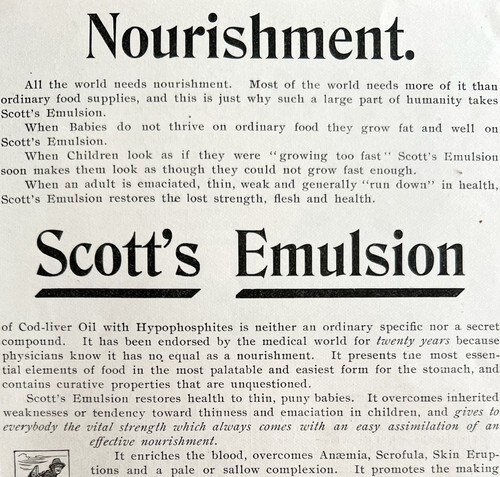 Nourishment.
All the world needs nourishment. Most of the world needs more of it than
ordinary food supplies, and this is just why such a large part of humanity takes
Scott's Emulsion.
When Babies do not thrive on ordinary food they grow fat and well on
Scott's Emulsion.
When Children look as if they were "growing too fast" Scott's Emulsion
soon makes them look as though they could not grow fast enough.
When an adult is emaciated, thin, weak and generally "run down" in health,
Scott's Emulsion restores the lost strength, flesh and health.
Scott's Emulsion
of Cod-liver Oil with Hypophosphites is neither an ordinary specific nor a secret
compound. It has been endorsed by the medical world for twenty years because
physicians know it has no equal as a nourishment. It presents the most essen-
tial elements of food in the most palatable and easiest form for the stomach, and
contains curative properties that are unquestioned.
Scott's Emulsion restores health to thin, puny babies. It overcomes inherited
weaknesses or tendency toward thinness and emaciation in children, and gives to
everybody the vital strength which always comes with an easy assimilation of an
effective nourishment.
It enriches the blood, overcomes Anæmia, Scrofula, Skin Erup-
tions and a pale or sallow complexion. It promotes the making